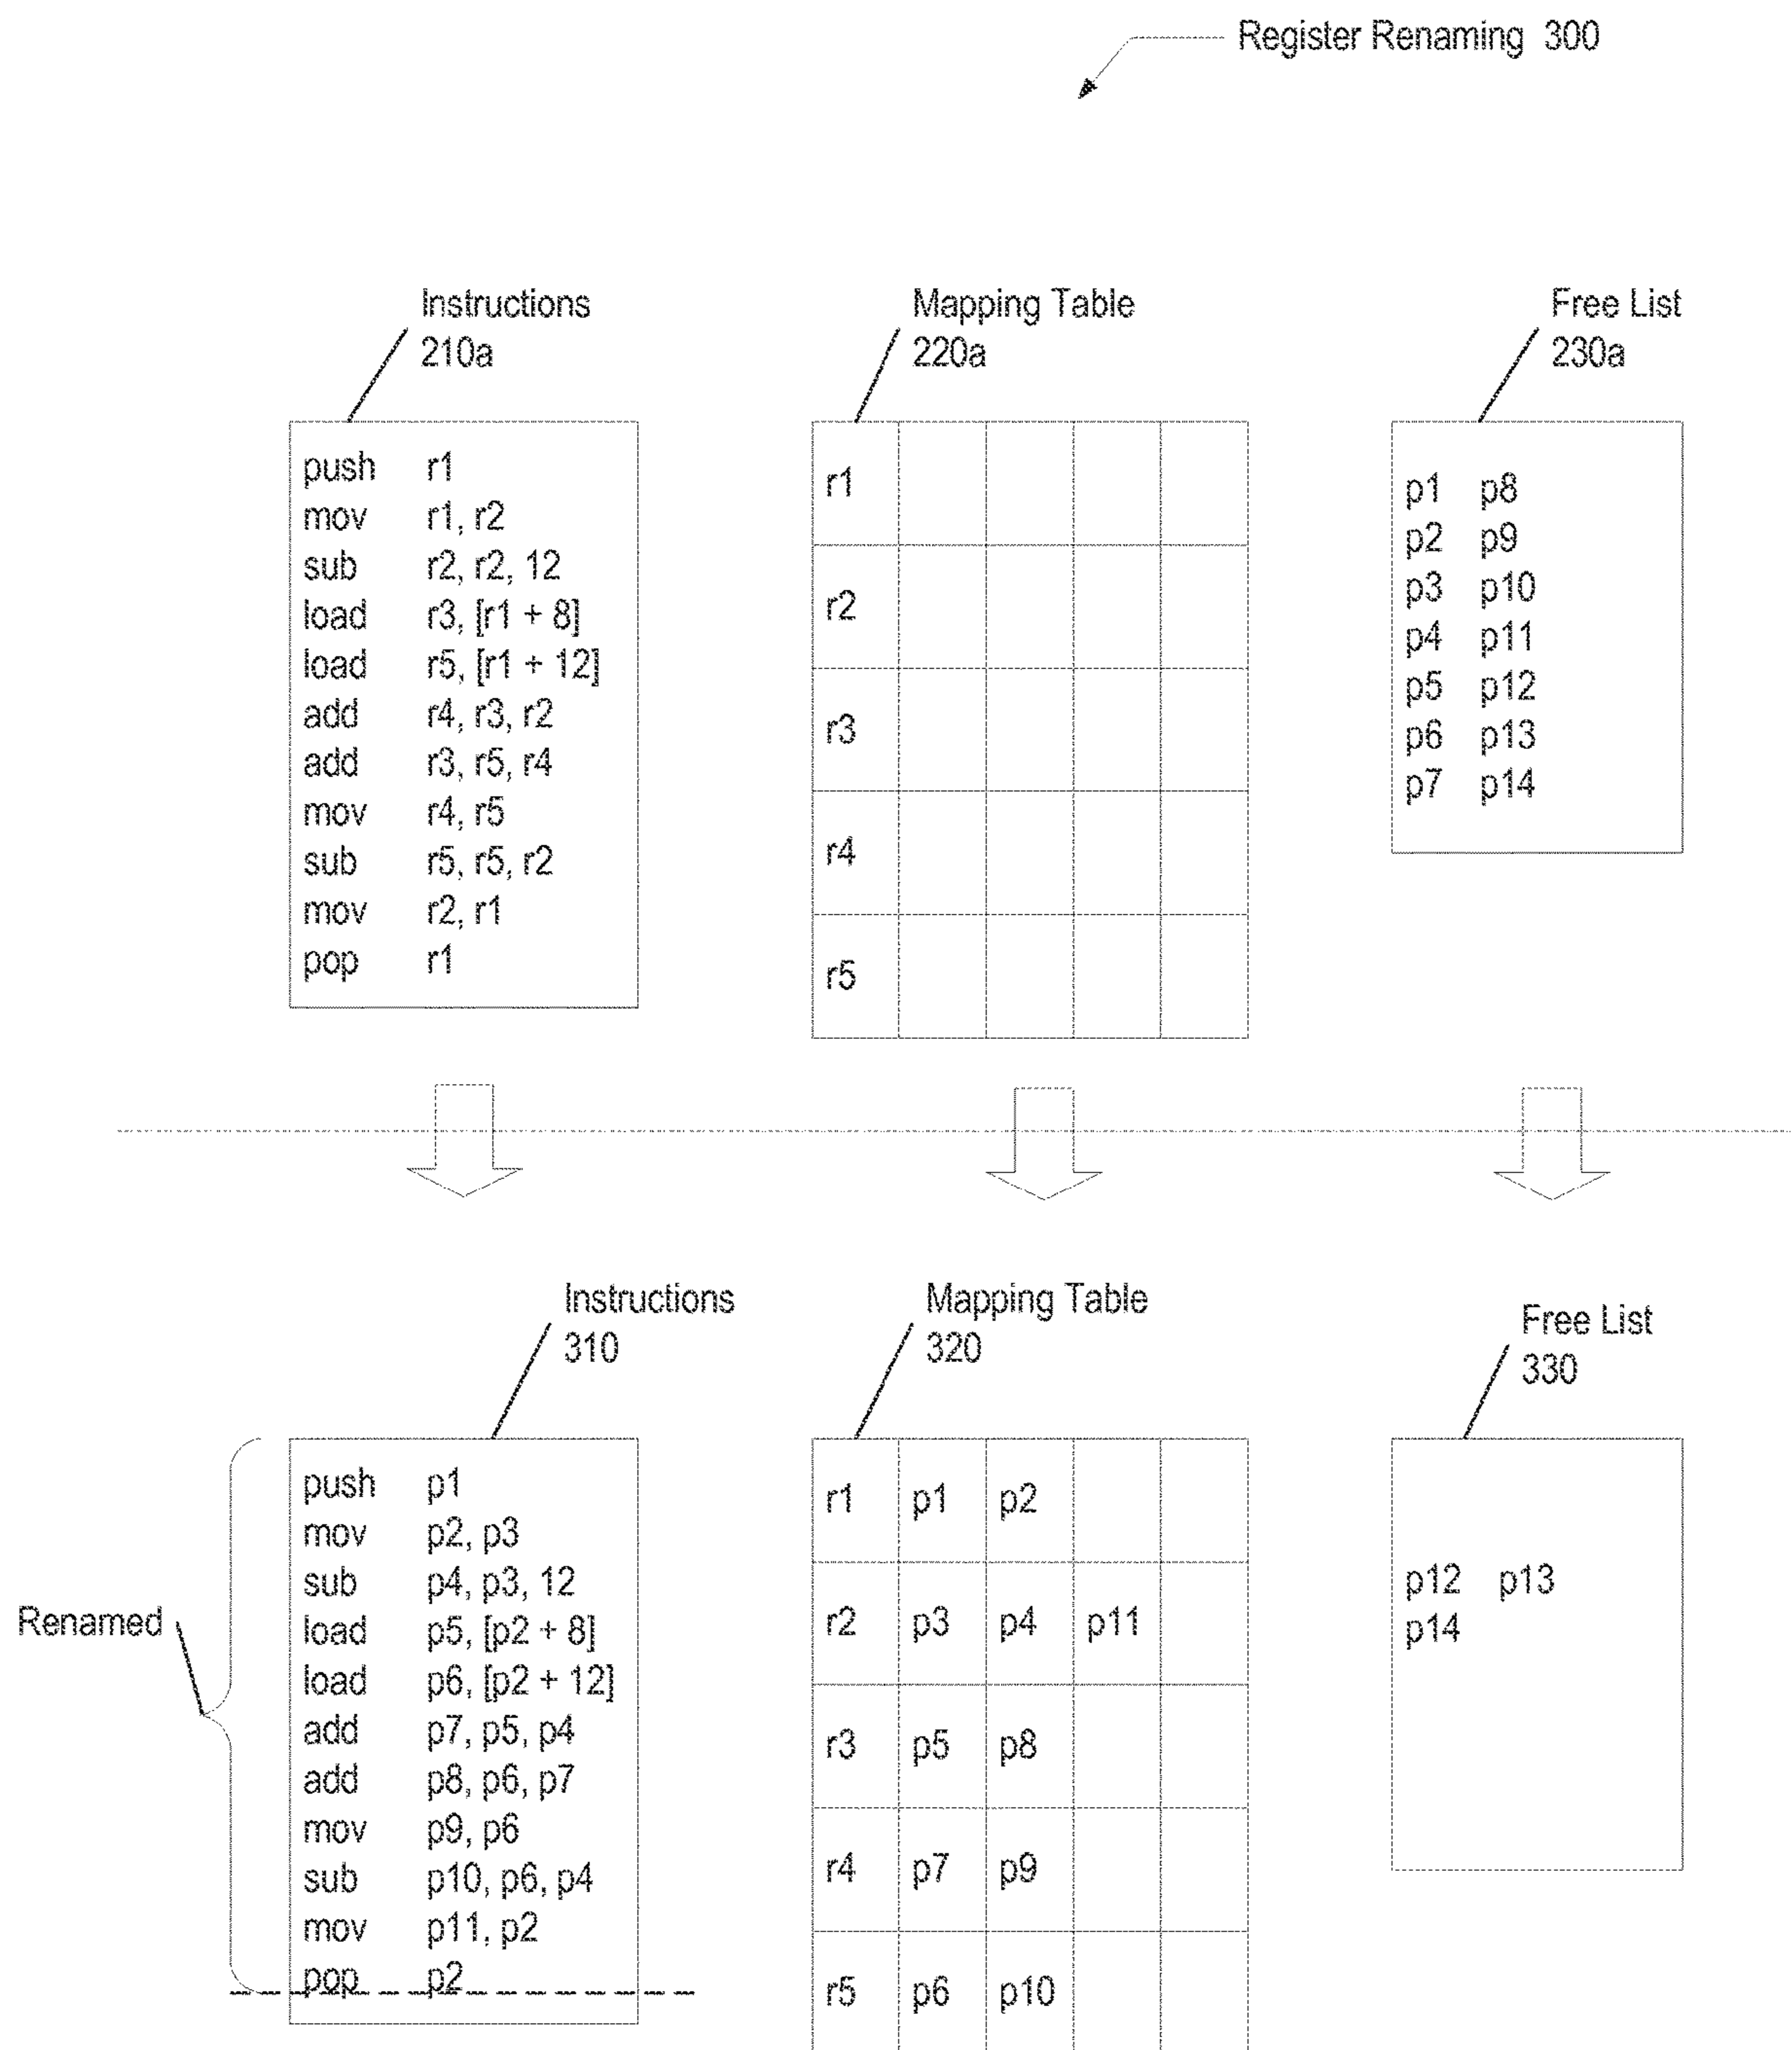 Register Renaming 300
Instructions
210a
push r1
mov r1, r2
sub r2, r2, 12
load r3, [r1 + 8]
load r5, [r1 + 12]
add r4, r3, r2
add r3, r5, r4
mov r4, r5
sub r5, r5, r2
mov r2, r1
pop r1
Mapping Table
220a
r1
r2
r3
r4
r5
Free List
230a
p1 p8
p2 p9
p3 p10
p4 p11
p5 p12
p6 p13
p7 p14
Instructions
310
Renamed
push p1
mov p2, p3
sub p4, p3, 12
load p5, [p2 + 8]
load p6, [p2 + 12]
add p7, p5, p4
add p8, p6, p7
mov p9, p6
sub p10, p6, p4
mov p11, p2
pop p2
Mapping Table
320
r1 p1 p2
r2 p3 p4 p11
r3 p5 p8
r4 p7 p9
r5 p6 p10
Free List
330
p12 p13
p14